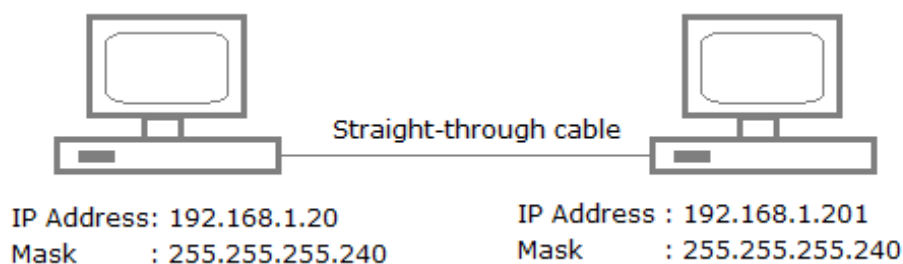 Straight-through cable
IP Address: 192.168.1.20
Mask : 255.255.255.240
IP Address : 192.168.1.201
Mask : 255.255.255.240